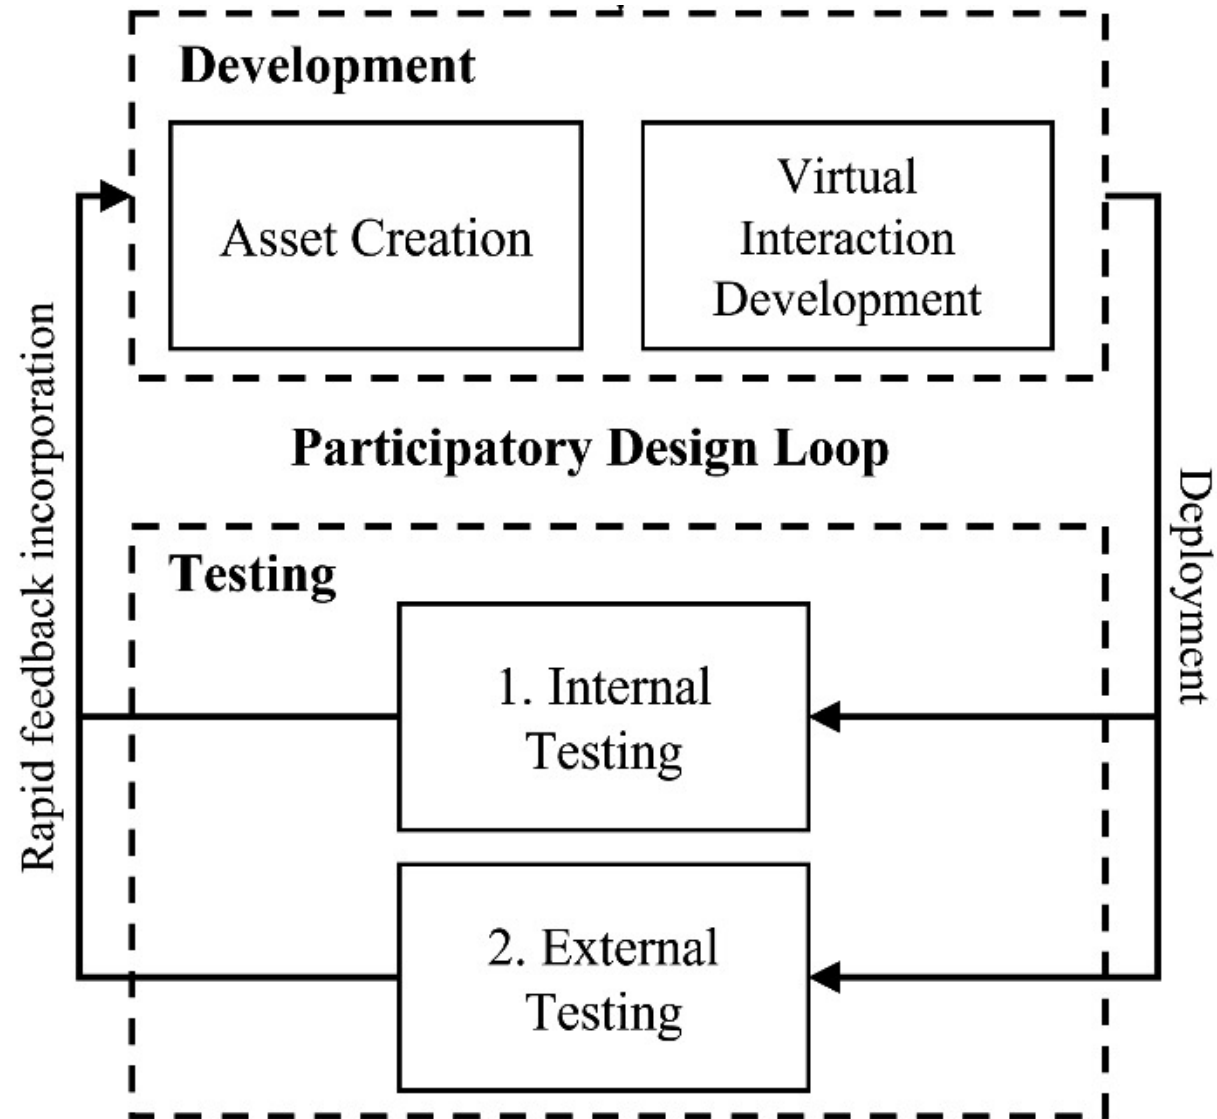 Development
Asset Creation
Virtual
Interaction
Development
Participatory Design Loop
Rapid feedback incorporation
Deployment
Testing
1. Internal
Testing
2. External
Testing